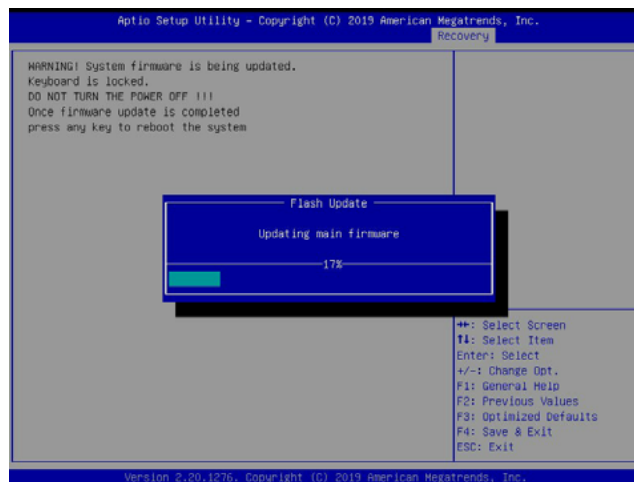 Aptio Setup Utility – Copyright (C) 2019 American Megatrends, Inc.
Recovery
WARNING! System firmware is being updated.
Keyboard is locked.
DO NOT TURN THE POWER OFF !!!
Once firmware update is completed
press any key to reboot the system
Flash Update
Updating main firmware
17%
→←: Select Screen
↑↓: Select Item
Enter: Select
+/-: Change Opt.
F1: General Help
F2: Previous Values
F3: Optimized Defaults
F4: Save & Exit
ESC: Exit
Version 2.20.1276. Copyright (C) 2019 American Megatrends, Inc.